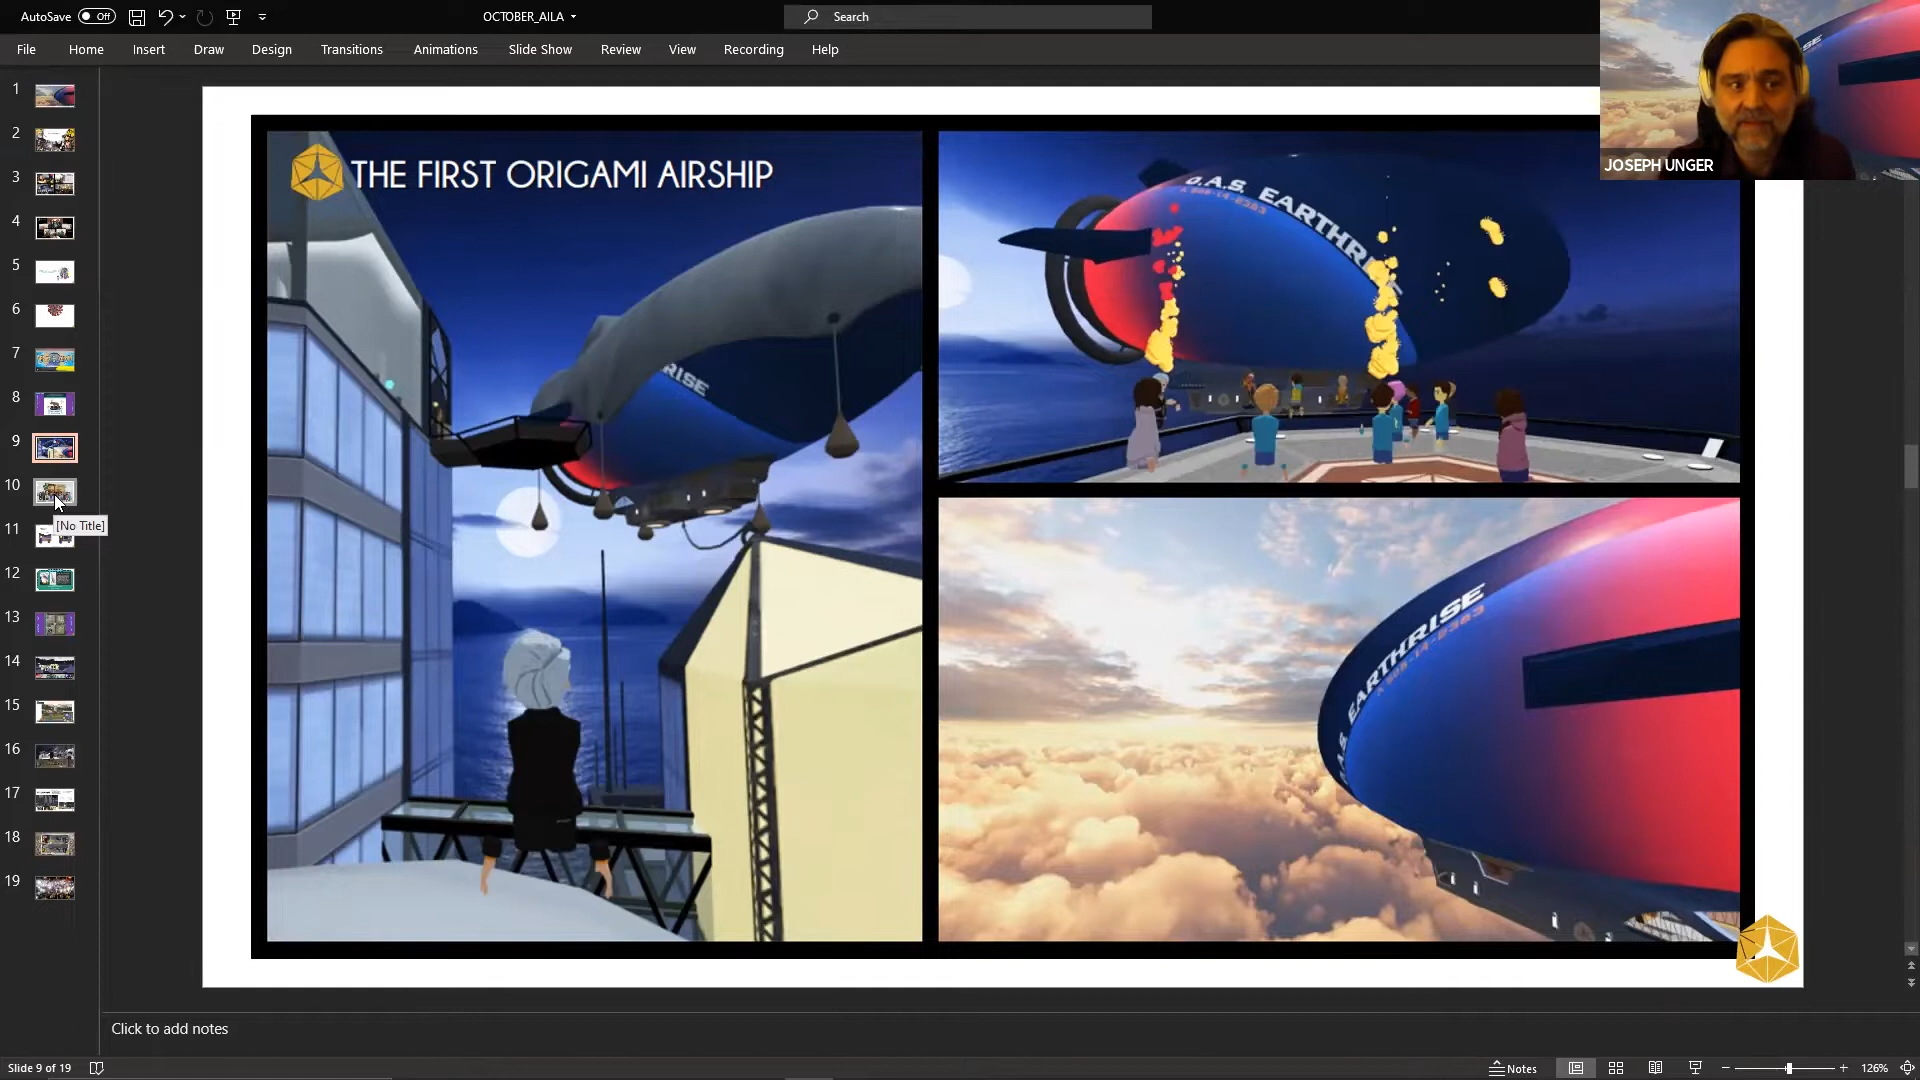 AutoSave Off OCTOBER_AILA Search
File Home Insert Draw Design Transitions Animations Slide Show Review View Recording Help
JOSEPH UNGER
1
2
3
4
5
6
7
8
9
10
[No Title]
11
12
13
14
15
16
17
18
19
THE FIRST ORIGAMI AIRSHIP
RISE
O.A.S. EARTHRI
O.A.S. EARTHRISE
Click to add notes
Slide 9 of 19 Notes 126%